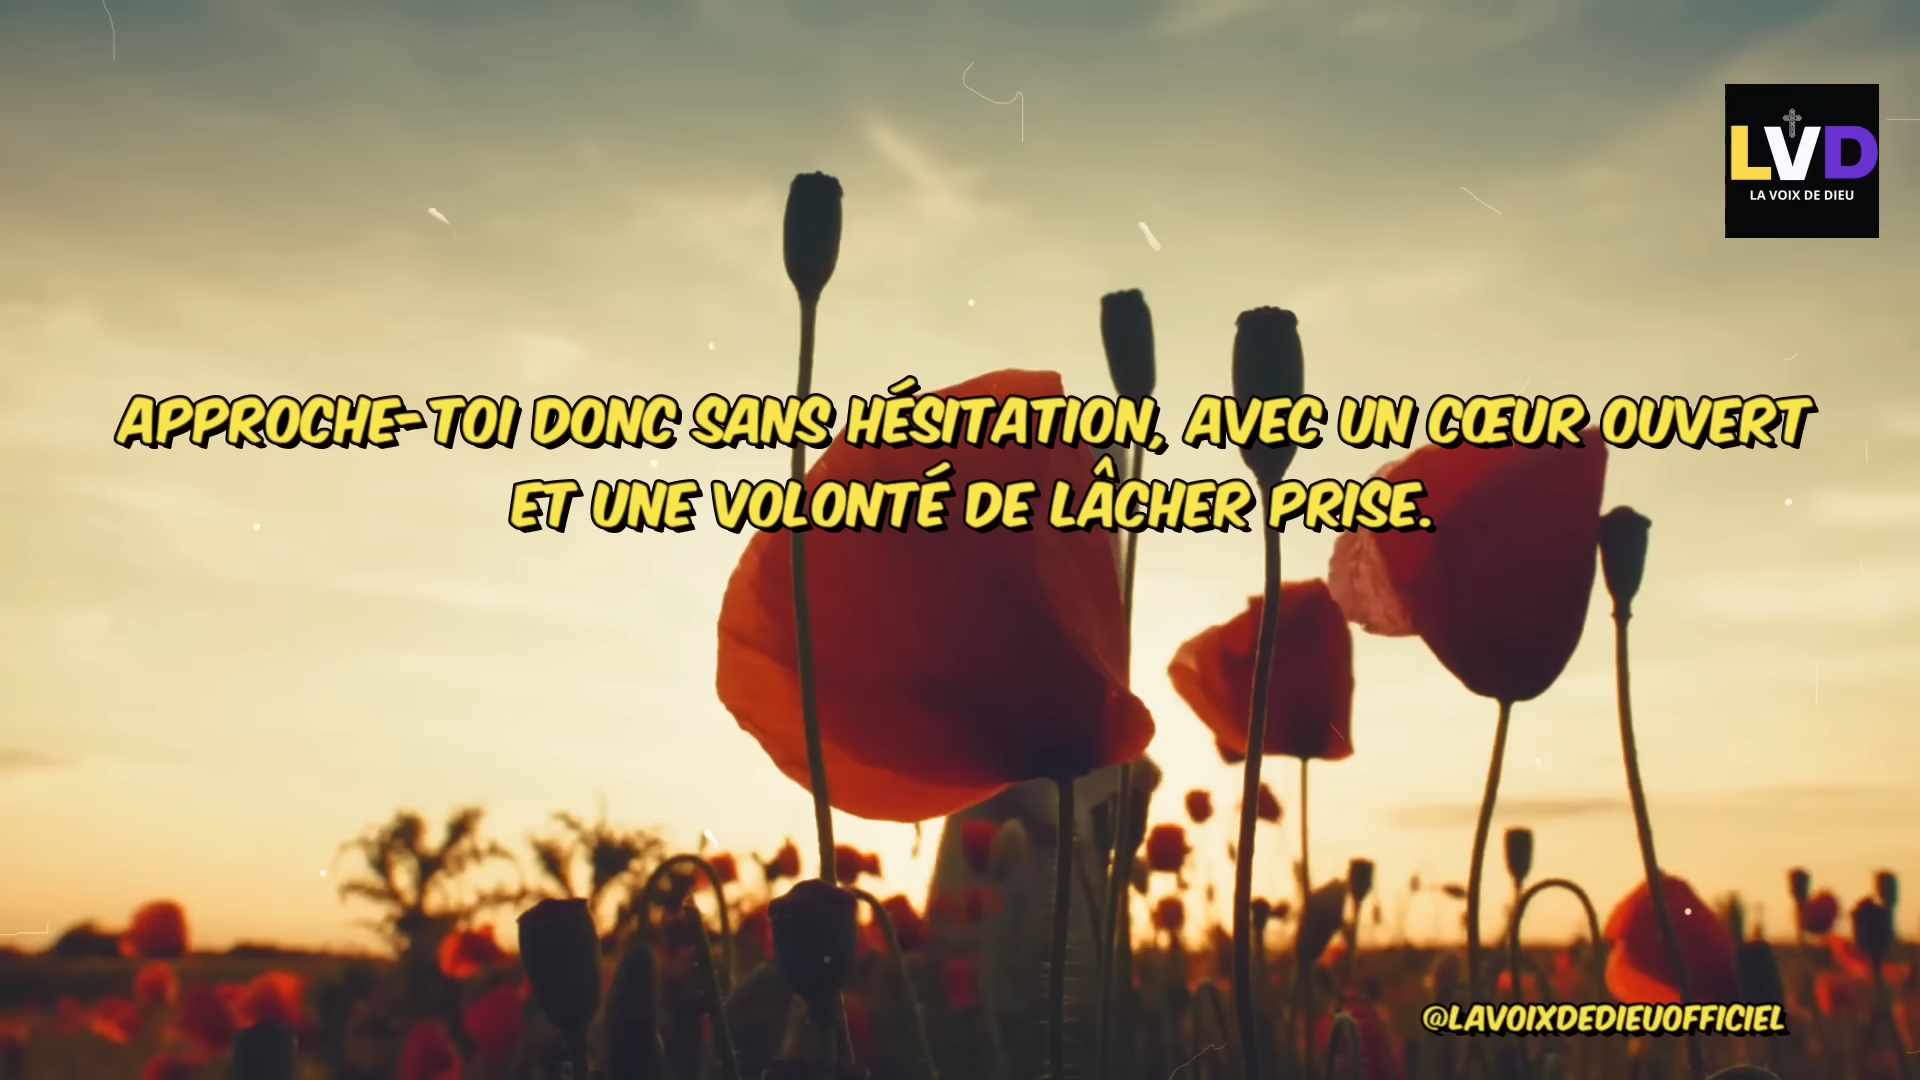 LVD
LA VOIX DE DIEU
APPROCHE-TOI DONC SANS HÉSITATION, AVEC UN CŒUR OUVERT
ET UNE VOLONTÉ DE LÂCHER PRISE.
@LAVOIXDEDIEUOFFICIEL